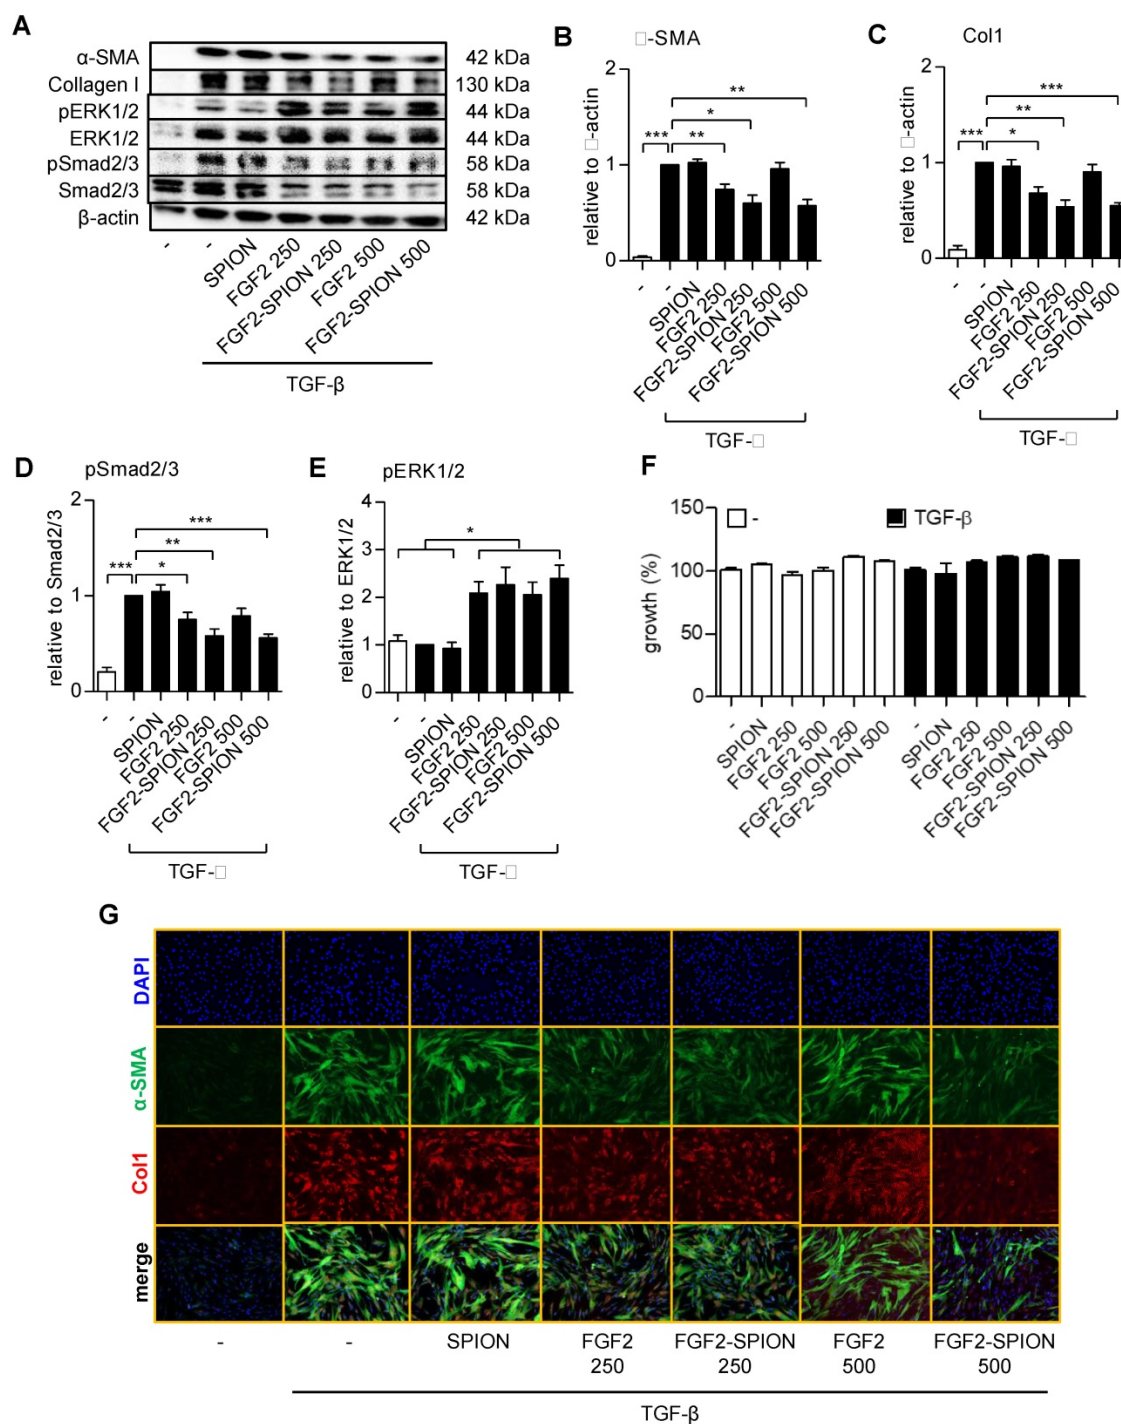 A
α-SMA 42 kDa
Collagen I 130 kDa
pERK1/2 44 kDa
ERK1/2 44 kDa
pSmad2/3 58 kDa
Smad2/3 58 kDa
β-actin 42 kDa
-
-
SPION
FGF2 250
FGF2-SPION 250
FGF2 500
FGF2-SPION 500
TGF-β
B
□-SMA
relative to □-actin
2
1
0
***
**
*
**
-
-
SPION
FGF2 250
FGF2-SPION 250
FGF2 500
FGF2-SPION 500
TGF-□
C
Col1
relative to □-actin
2
1
0
***
*
**
***
-
-
SPION
FGF2 250
FGF2-SPION 250
FGF2 500
FGF2-SPION 500
TGF-□
D
pSmad2/3
relative to Smad2/3
2
1
0
***
*
**
***
-
-
SPION
FGF2 250
FGF2-SPION 250
FGF2 500
FGF2-SPION 500
TGF-□
E
pERK1/2
relative to ERK1/2
4
3
2
1
0
*
-
-
SPION
FGF2 250
FGF2-SPION 250
FGF2 500
FGF2-SPION 500
TGF-□
F
growth (%)
150
100
50
0
-
TGF-β
-
SPION
FGF2 250
FGF2 500
FGF2-SPION 250
FGF2-SPION 500
-
SPION
FGF2 250
FGF2 500
FGF2-SPION 250
FGF2-SPION 500
G
DAPI
α-SMA
Col1
merge
-
-
SPION
FGF2
250
FGF2-SPION
250
FGF2
500
FGF2-SPION
500
TGF-β